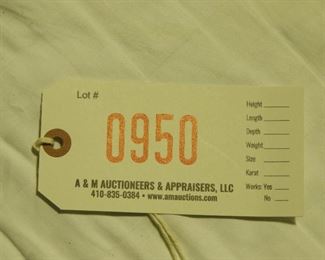 Lot #
0950
Height
Length
Depth
Weight
Size
Karat
Works: Yes
No
A & M AUCTIONEERS & APPRAISERS, LLC
410-835-0384 • www.amauctions.com